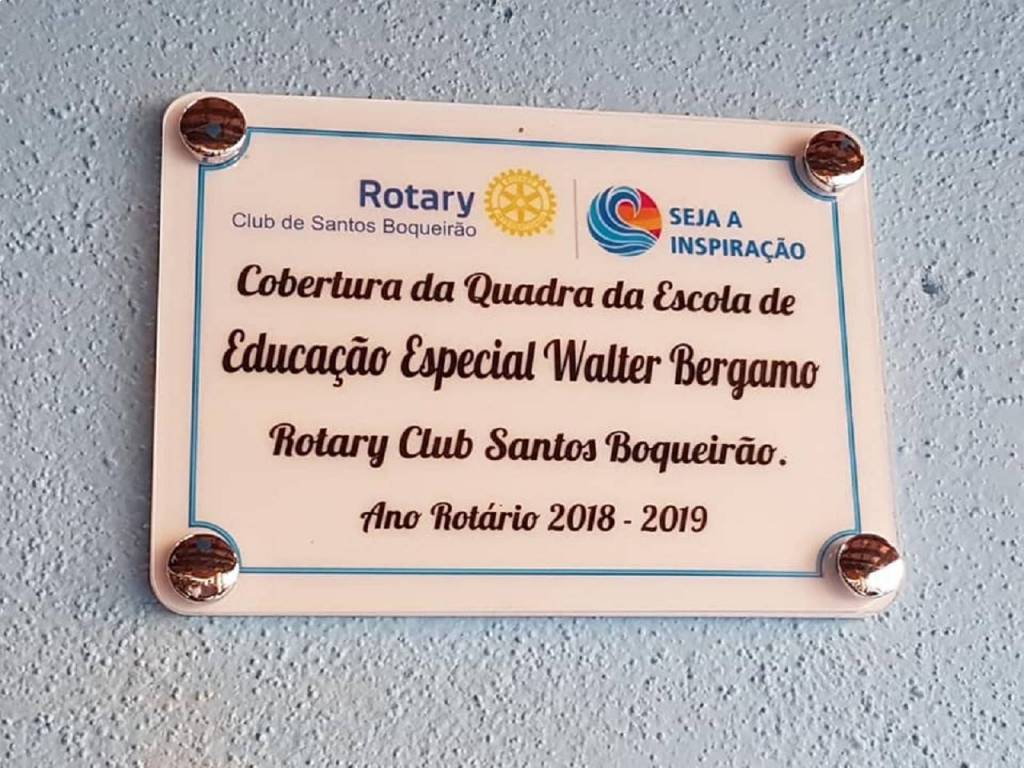 Rotary
Club de Santos Boqueirão
SEJA A
INSPIRAÇÃO
Cobertura da Quadra da Escola de
Educação Especial Walter Bergamo
Rotary Club Santos Boqueirão.
Ano Rotário 2018 - 2019